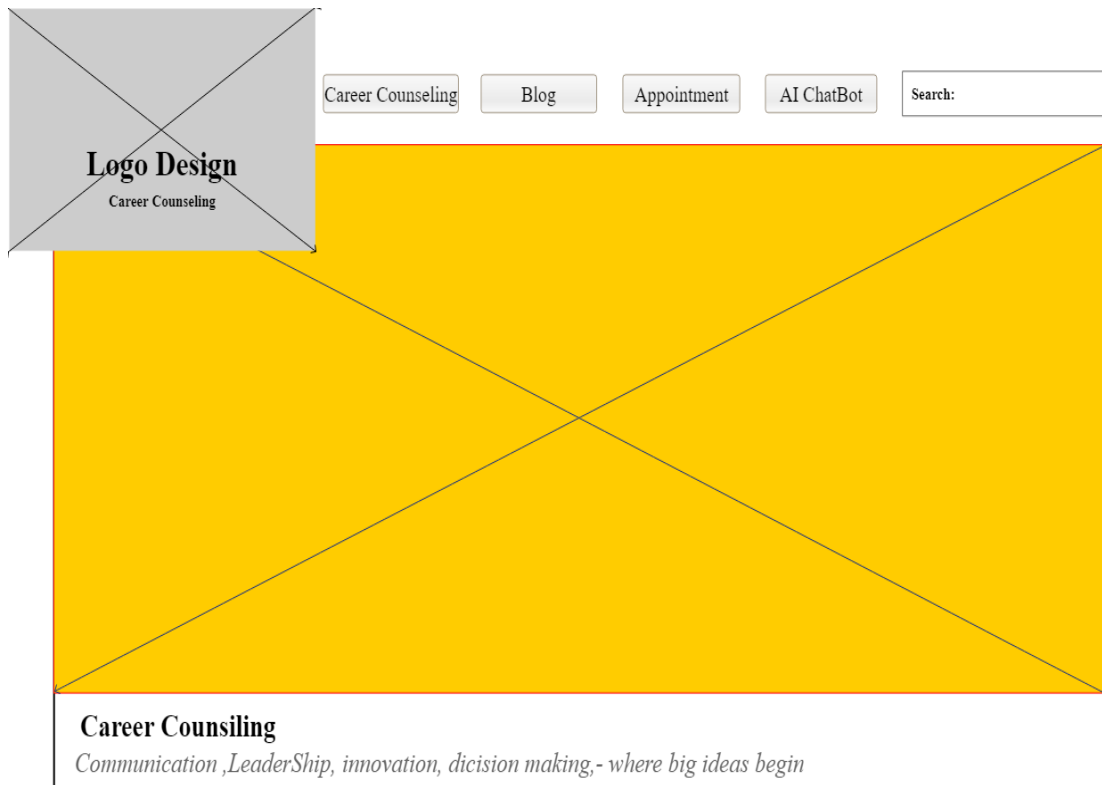 Career Counseling
Blog
Appointment
AI ChatBot
Search:
Logo Design
Career Counseling
Career Counsiling
Communication ,LeaderShip, innovation, dicision making,- where big ideas begin